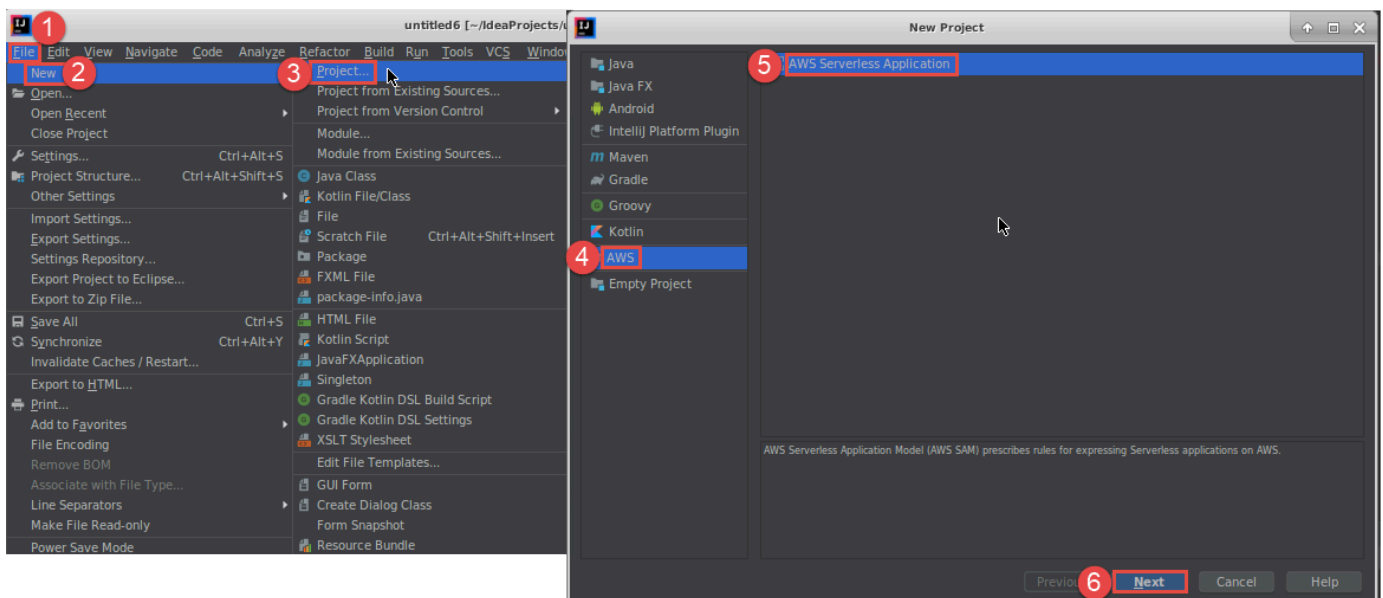 1
untitled6 [~/IdeaProjects/
File Edit View Navigate Code Analyze Refactor Build Run Tools VCS Windo
New 2
Open...
Open Recent
Close Project
Settings... Ctrl+Alt+S
Project Structure... Ctrl+Alt+Shift+S
Other Settings
Import Settings...
Export Settings...
Settings Repository...
Export Project to Eclipse...
Export to Zip File...
Save All Ctrl+S
Synchronize Ctrl+Alt+Y
Invalidate Caches / Restart...
Export to HTML...
Print...
Add to Favorites
File Encoding
Remove BOM
Associate with File Type...
Line Separators
Make File Read-only
Power Save Mode
3 Project...
Project from Existing Sources...
Project from Version Control
Module...
Module from Existing Sources...
Java Class
Kotlin File/Class
File
Scratch File Ctrl+Alt+Shift+Insert
Package
FXML File
package-info.java
HTML File
Kotlin Script
JavaFXApplication
Singleton
Gradle Kotlin DSL Build Script
Gradle Kotlin DSL Settings
XSLT Stylesheet
Edit File Templates...
GUI Form
Create Dialog Class
Form Snapshot
Resource Bundle
New Project
Java
Java FX
Android
IntelliJ Platform Plugin
Maven
Gradle
Groovy
Kotlin
4 AWS
Empty Project
5 AWS Serverless Application
AWS Serverless Application Model (AWS SAM) prescribes rules for expressing Serverless applications on AWS.
Previou 6 Next Cancel Help